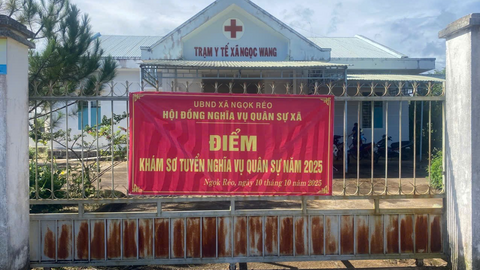 TRẠM Y TẾ XÃ NGỌC WANG
UBND XÃ NGỌK RÉO
HỘI ĐỒNG NGHĨA VỤ QUÂN SỰ XÃ
ĐIỂM
KHÁM SƠ TUYỂN NGHĨA VỤ QUÂN SỰ NĂM 2025
Ngọk Réo, ngày 10 tháng 10 năm 2025